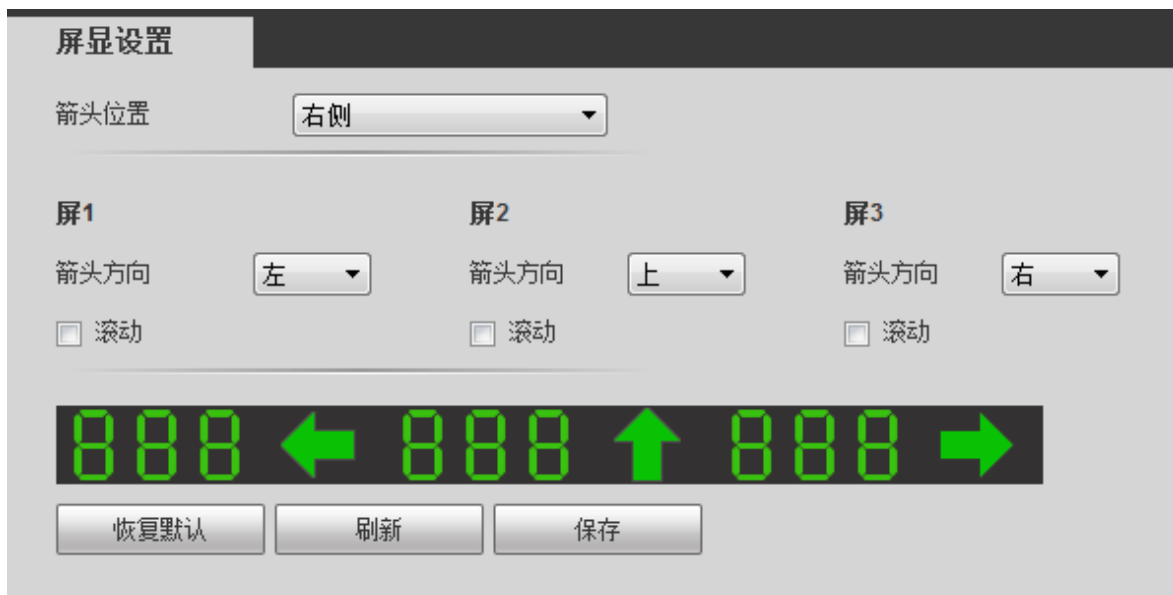 屏显设置
箭头位置 右侧
屏1 屏2 屏3
箭头方向 左 箭头方向 上 箭头方向 右
滚动 滚动 滚动
888 888 888
恢复默认 刷新 保存